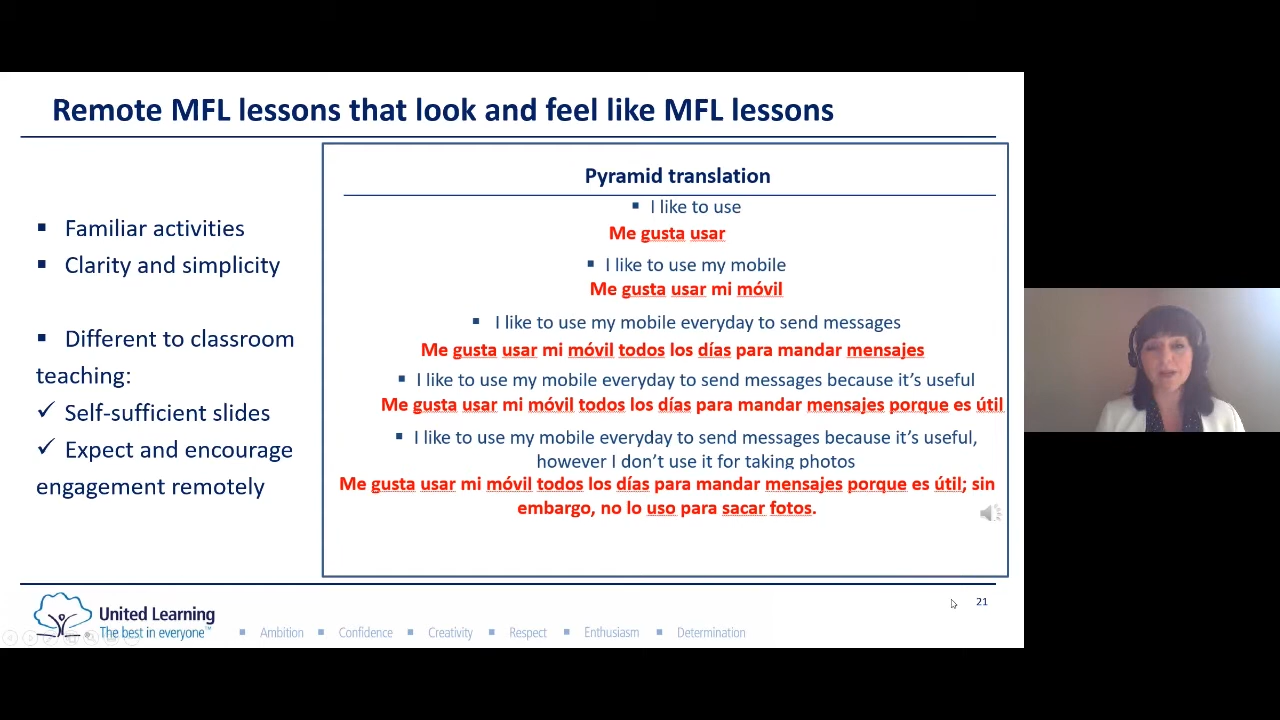 Remote MFL lessons that look and feel like MFL lessons
Familiar activities
Clarity and simplicity
Different to classroom
teaching:
Self-sufficient slides
Expect and encourage
engagement remotely
Pyramid translation
I like to use
Me gusta usar
I like to use my mobile
Me gusta usar mi móvil
I like to use my mobile everyday to send messages
Me gusta usar mi móvil todos los días para mandar mensajes
I like to use my mobile everyday to send messages because it's useful
Me gusta usar mi móvil todos los días para mandar mensajes porque es útil
I like to use my mobile everyday to send messages because it's useful,
however I don't use it for taking photos
Me gusta usar mi móvil todos los días para mandar mensajes porque es útil; sin
embargo, no lo uso para sacar fotos.
21
United Learning
The best in everyone™
Ambition Confidence Creativity Respect Enthusiasm Determination